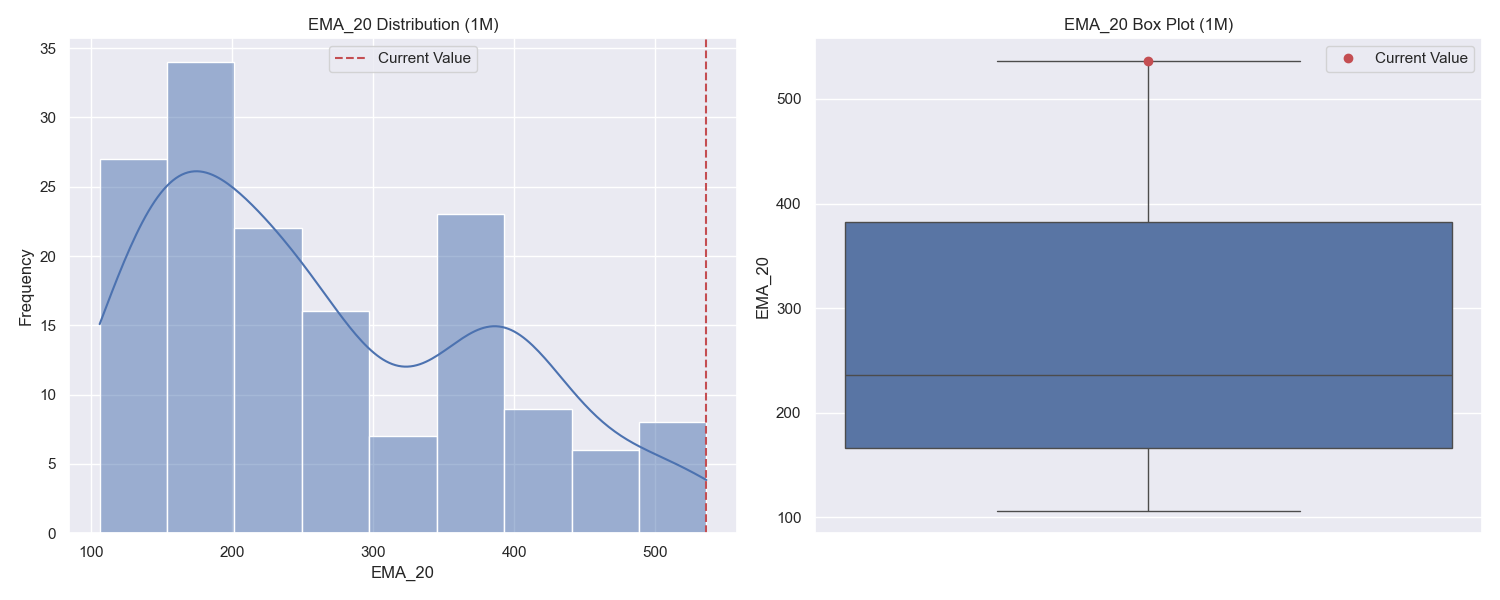 EMA_20 Distribution (1M)
Current Value
35
30
25
20
15
10
5
0
Frequency
100 200 300 400 500
EMA_20
EMA_20 Box Plot (1M)
Current Value
500
400
300
200
100
EMA_20